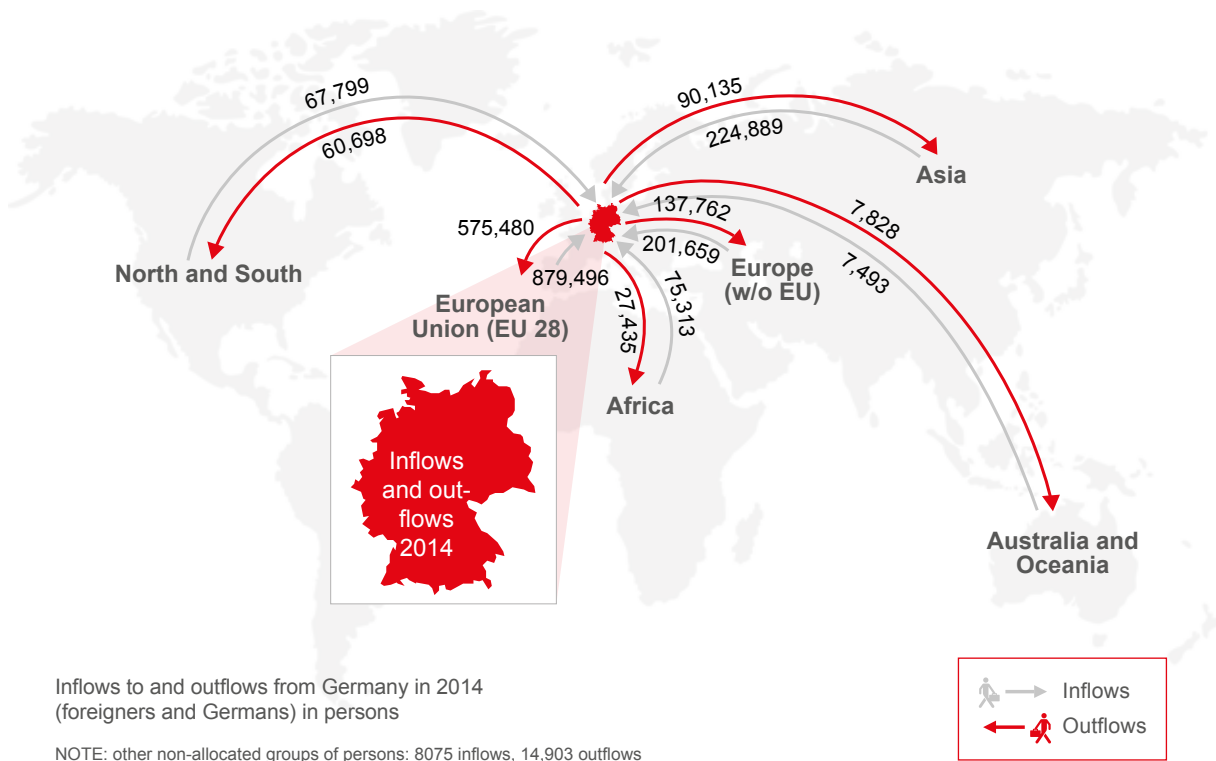 67,799
60,698
90,135
224,889
Asia
575,480
137,762
7,828
201,659
7,493
North and South
879,496
75,313
27,435
Europe
(w/o EU)
European
Union (EU 28)
Africa
Inflows
and out-
flows
2014
Australia and
Oceania
Inflows to and outflows from Germany in 2014
(foreigners and Germans) in persons
NOTE: other non-allocated groups of persons: 8075 inflows, 14,903 outflows
Inflows
Outflows